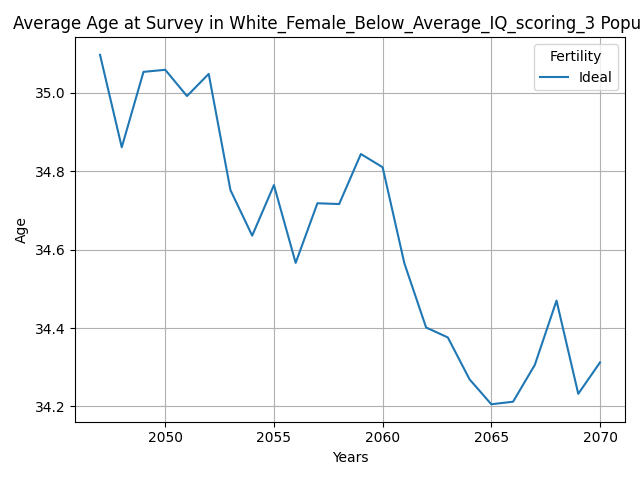 Average Age at Survey in White_Female_Below_Average_IQ_scoring_3 Popu
Fertility
Ideal
35.0
34.8
34.6
34.4
34.2
Age
2050 2055 2060 2065 2070
Years